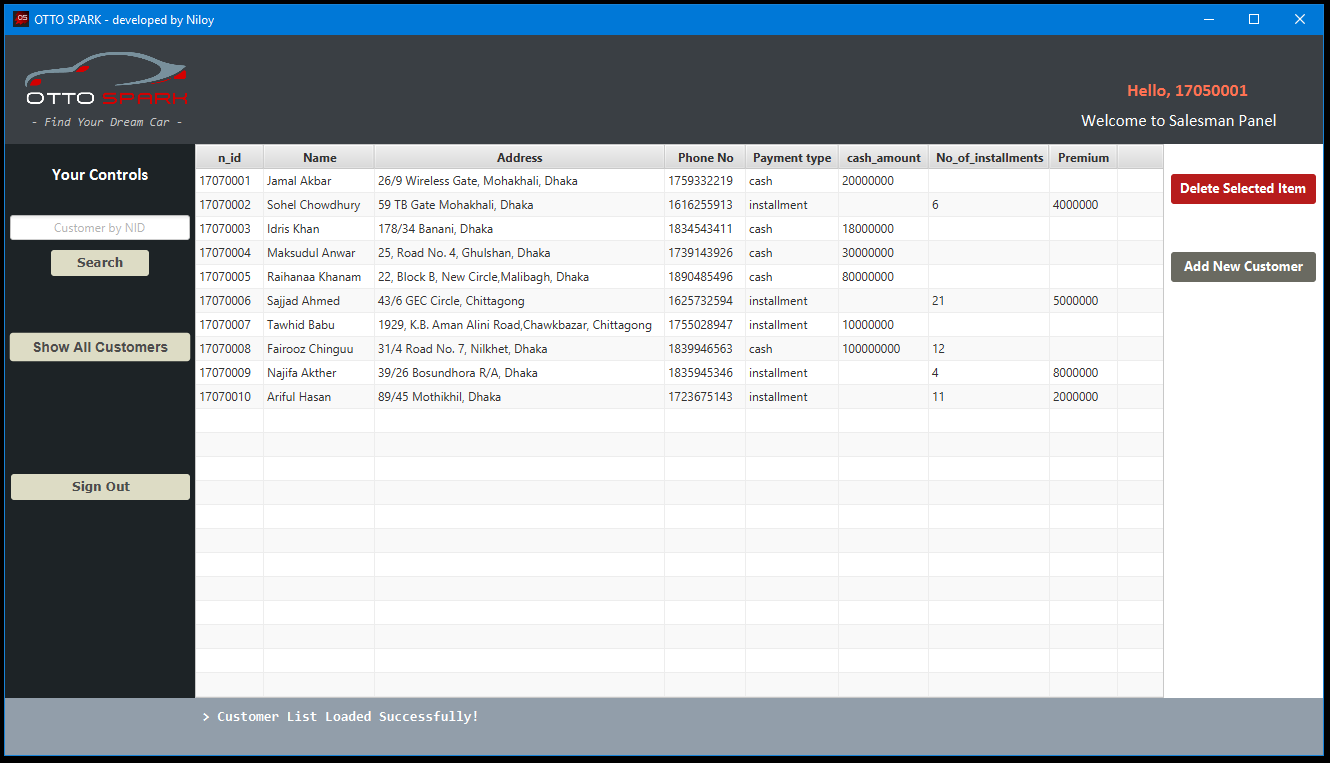 OTTO SPARK - developed by Niloy
OTTO SPARK
- Find Your Dream Car -
Hello, 17050001
Welcome to Salesman Panel
Your Controls
Customer by NID
Search
Show All Customers
Sign Out
n_id Name Address Phone No Payment type cash_amount No_of_installments Premium
17070001 Jamal Akbar 26/9 Wireless Gate, Mohakhali, Dhaka 1759332219 cash 20000000
17070002 Sohel Chowdhury 59 TB Gate Mohakhali, Dhaka 1616255913 installment 6 4000000
17070003 Idris Khan 178/34 Banani, Dhaka 1834543411 cash 18000000
17070004 Maksudul Anwar 25, Road No. 4, Ghulshan, Dhaka 1739143926 cash 30000000
17070005 Raihanaa Khanam 22, Block B, New Circle,Malibagh, Dhaka 1890485496 cash 80000000
17070006 Sajjad Ahmed 43/6 GEC Circle, Chittagong 1625732594 installment 21 5000000
17070007 Tawhid Babu 1929, K.B. Aman Alini Road,Chawkbazar, Chittagong 1755028947 installment 10000000
17070008 Fairooz Chinguu 31/4 Road No. 7, Nilkhet, Dhaka 1839946563 cash 100000000 12
17070009 Najifa Akther 39/26 Bosundhora R/A, Dhaka 1835945346 installment 4 8000000
17070010 Ariful Hasan 89/45 Mothikhil, Dhaka 1723675143 installment 11 2000000
Delete Selected Item
Add New Customer
> Customer List Loaded Successfully!